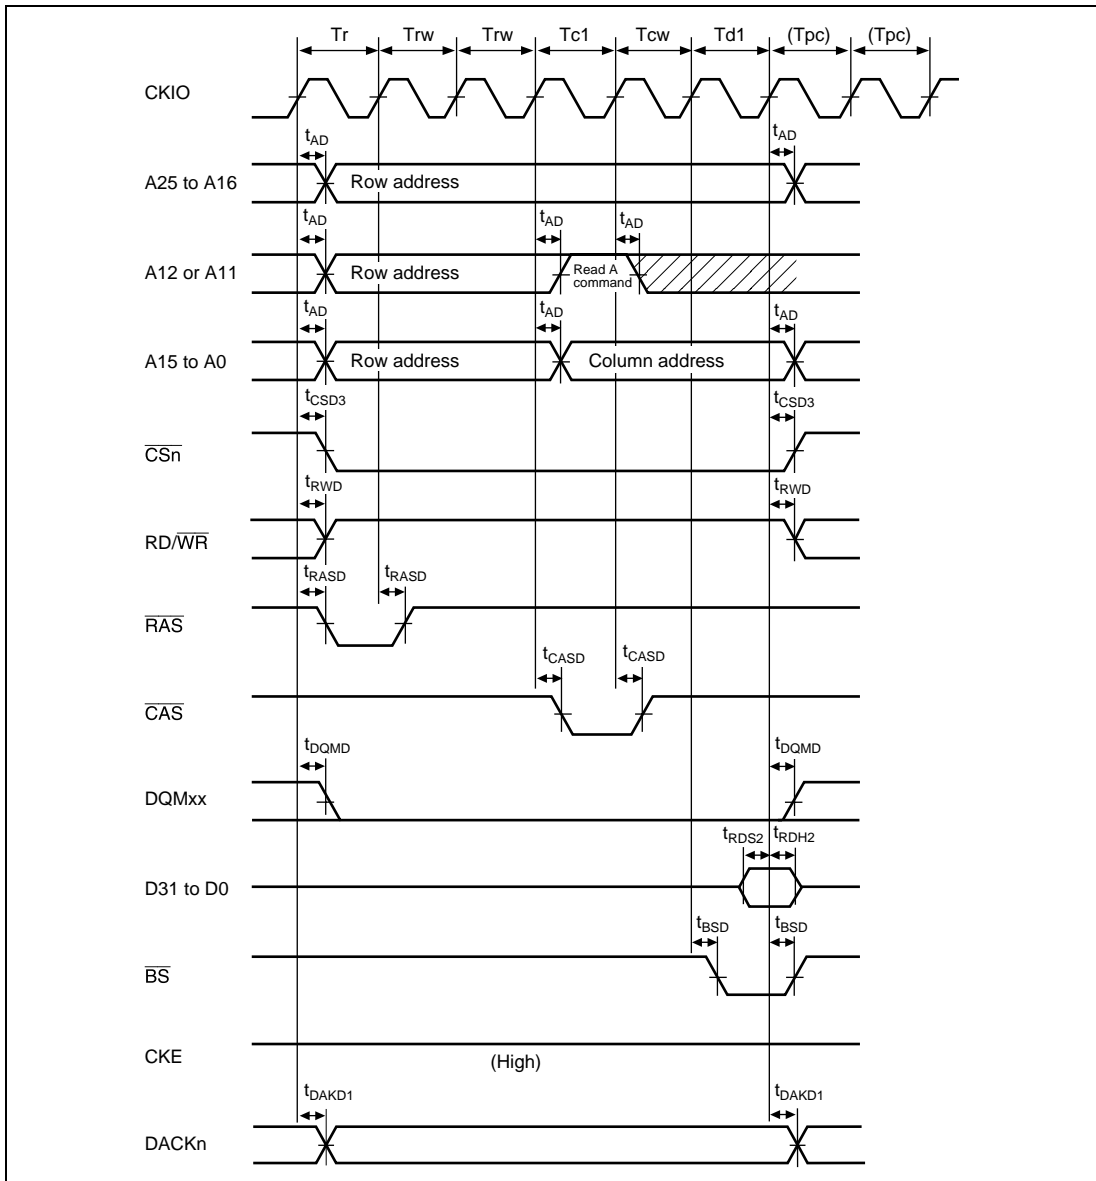 Tr Trw Trw Tc1 Tcw Td1 (Tpc) (Tpc)
CKIO
tAD tAD
A25 to A16 Row address
tAD tAD tAD
A12 or A11 Row address Read A
command
tAD tAD tAD
A15 to A0 Row address Column address
tCSD3 tCSD3
CSn
tRWD tRWD
RD/WR
tRASD tRASD
RAS
tCASD tCASD
CAS
tDQMD tDQMD
DQMxx
tRDS2 tRDH2
D31 to D0
tBSD tBSD
BS
CKE
(High)
tDAKD1 tDAKD1
DACKn